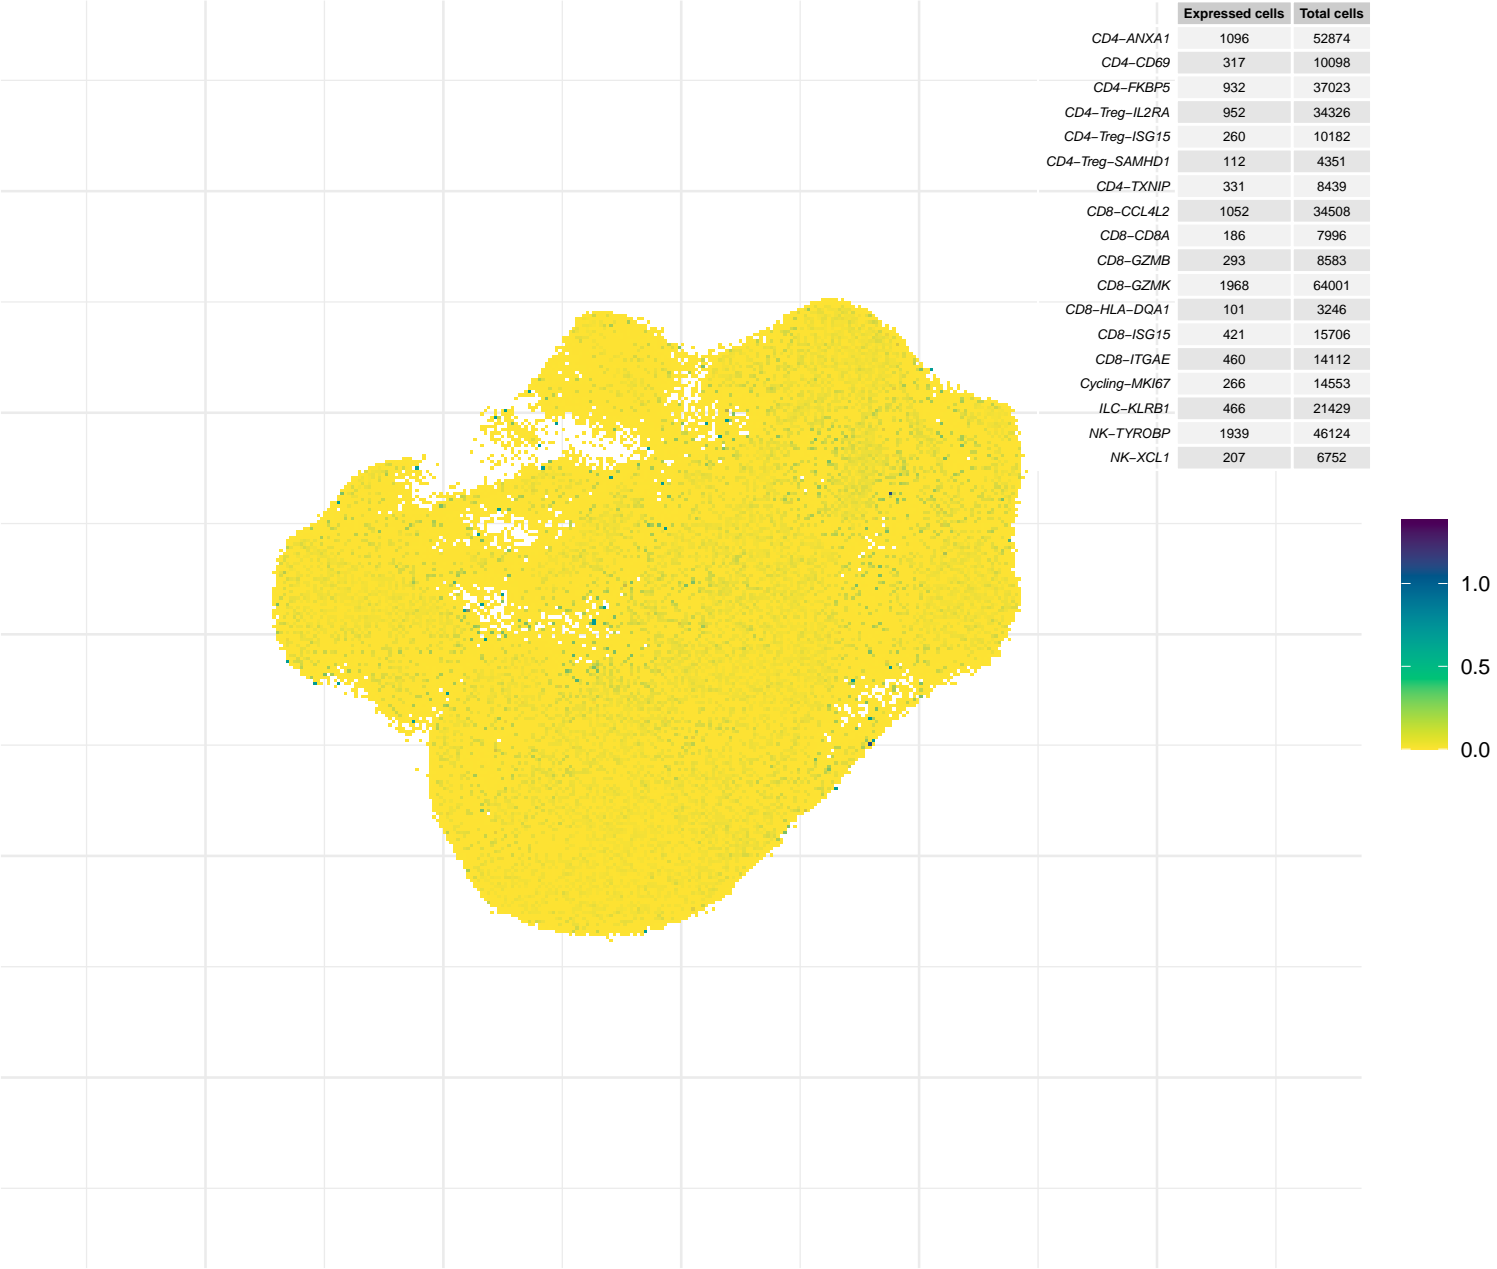 Expressed cells Total cells
CD4−ANXA1 1096 52874
CD4−CD69 317 10098
CD4−FKBP5 932 37023
CD4−Treg−IL2RA 952 34326
CD4−Treg−ISG15 260 10182
CD4−Treg−SAMHD1 112 4351
CD4−TXNIP 331 8439
CD8−CCL4L2 1052 34508
CD8−CD8A 186 7996
CD8−GZMB 293 8583
CD8−GZMK 1968 64001
CD8−HLA−DQA1 101 3246
CD8−ISG15 421 15706
CD8−ITGAE 460 14112
Cycling−MKI67 266 14553
ILC−KLRB1 466 21429
NK−TYROBP 1939 46124
NK−XCL1 207 6752
1.0
0.5
0.0